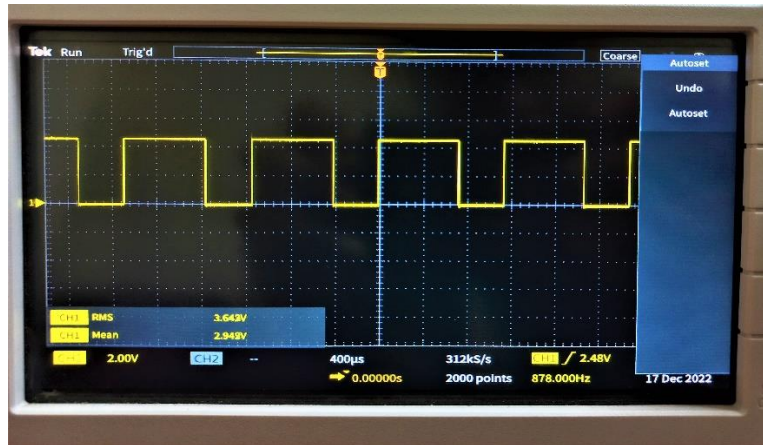 Tek Run Trig'd Coarse
T
Autoset
Undo
Autoset
1
CH1 RMS 3.643V
CH1 Mean 2.949V
CH1 2.00V CH2 -- 400µs 312kS/s CH1 2.48V
0.00000s 2000 points 878.000Hz 17 Dec 2022